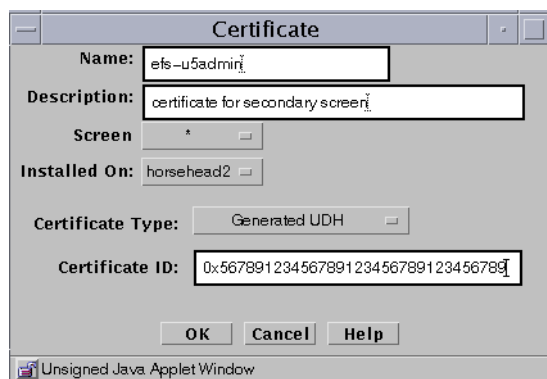 Certificate
Name: efs-u5admin
Description: certificate for secondary screen
Screen *
Installed On: horsehead2
Certificate Type: Generated UDH
Certificate ID: 0x56789123456789123456789123456789
OK Cancel Help
Unsigned Java Applet Window